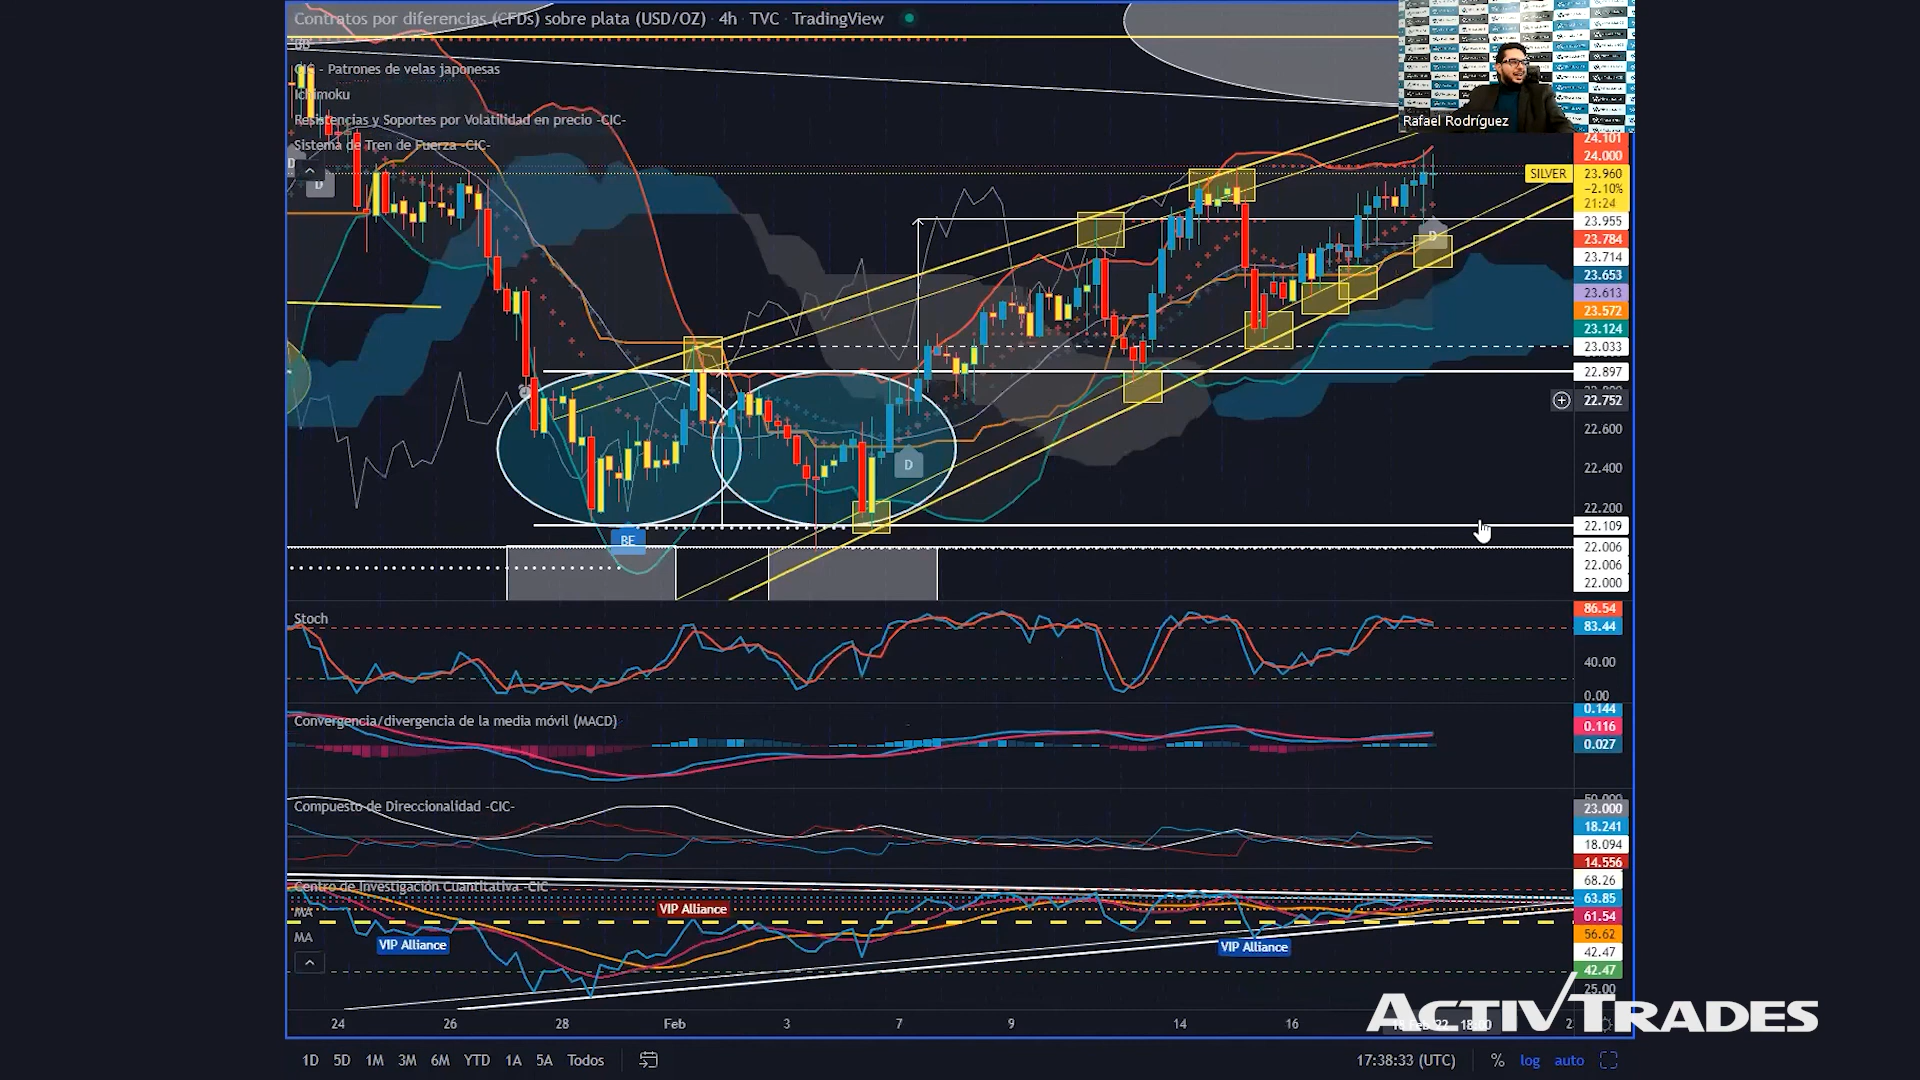 Contratos por diferencias (CFDs) sobre plata (USD/OZ) · 4h · TVC · TradingView
BB
CIC - Patrones de velas japonesas
Ichimoku
Resistencias y Soportes por Volatilidad en precio -CIC-
Sistema de Tren de Fuerza -CIC-
D
D
Rafael Rodríguez
24.101
24.000
SILVER 23.960
−2.10%
21:24
23.955
23.784
23.714
23.653
23.613
23.572
23.124
23.033
22.897
22.752
22.600
22.400
22.200
22.109
22.006
22.006
22.000
D
D
BE
Stoch
86.54
83.44
40.00
0.00
Convergencia/divergencia de la media móvil (MACD)
0.144
0.116
0.027
Compuesto de Direccionalidad -CIC-
50.000
23.000
18.241
18.094
14.556
Centro de Investigación Cuantitativa -CIC
MA
MA
VIP Alliance
VIP Alliance
VIP Alliance
68.26
63.85
61.54
56.62
42.47
42.47
25.00
24 26 28 Feb 3 7 9 14 16
ACTIVTRADES
1D 5D 1M 3M 6M YTD 1A 5A Todos
17:38:33 (UTC) % log auto